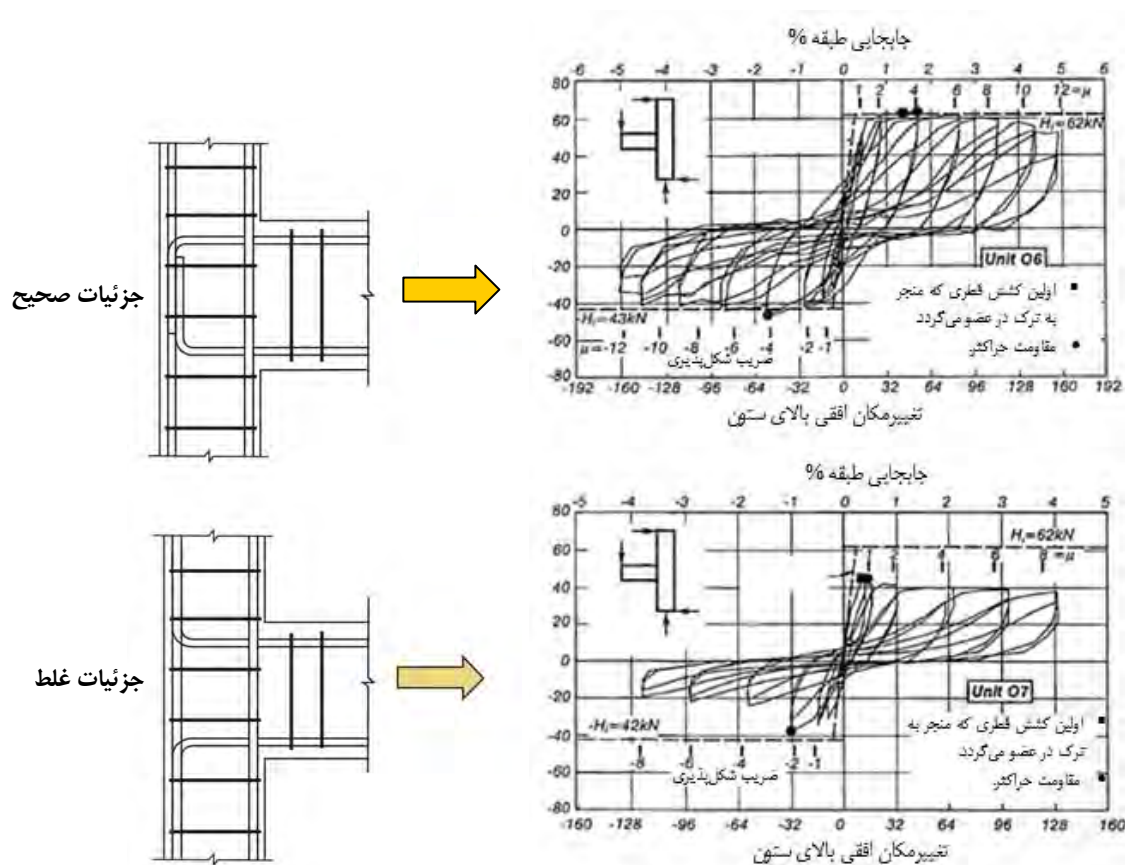 جابجایی طبقه %
-6 -5 -4 -3 -2 -1 0 1 2 3 4 5 6
80
60
40
20
0
-20
-40
-60
-80
1 2 4 6 8 10 12=μ
Hᵢ=62kN
Unit O6
-Hᵢ=43kN
μ=-12 -10 -8 -6 -4 -2 -1
ضریب شکل‌پذیری
■ اولین کشش قطری که منجر
به ترک در عضو می‌گردد.
● مقاومت حداکثر
-192 -160 -128 -96 -64 -32 0 32 64 96 128 160 192
تغییرمکان افقی بالای ستون
جزئیات صحیح
جابجایی طبقه %
-5 -4 -3 -2 -1 0 1 2 3 4 5
80
60
40
20
0
-20
-40
-60
-80
Hᵢ=62kN
1 2 4 6 8 =μ
Unit O7
-Hᵢ=42kN
-8 -6 -4 -2 -1
ضریب شکل‌پذیری
■ اولین کشش قطری که منجر به
ترک در عضو می‌گردد.
● مقاومت حداکثر
-160 -128 -96 -64 -32 0 32 64 96 128 160
تغییرمکان افقی بالای ستون
جزئیات غلط